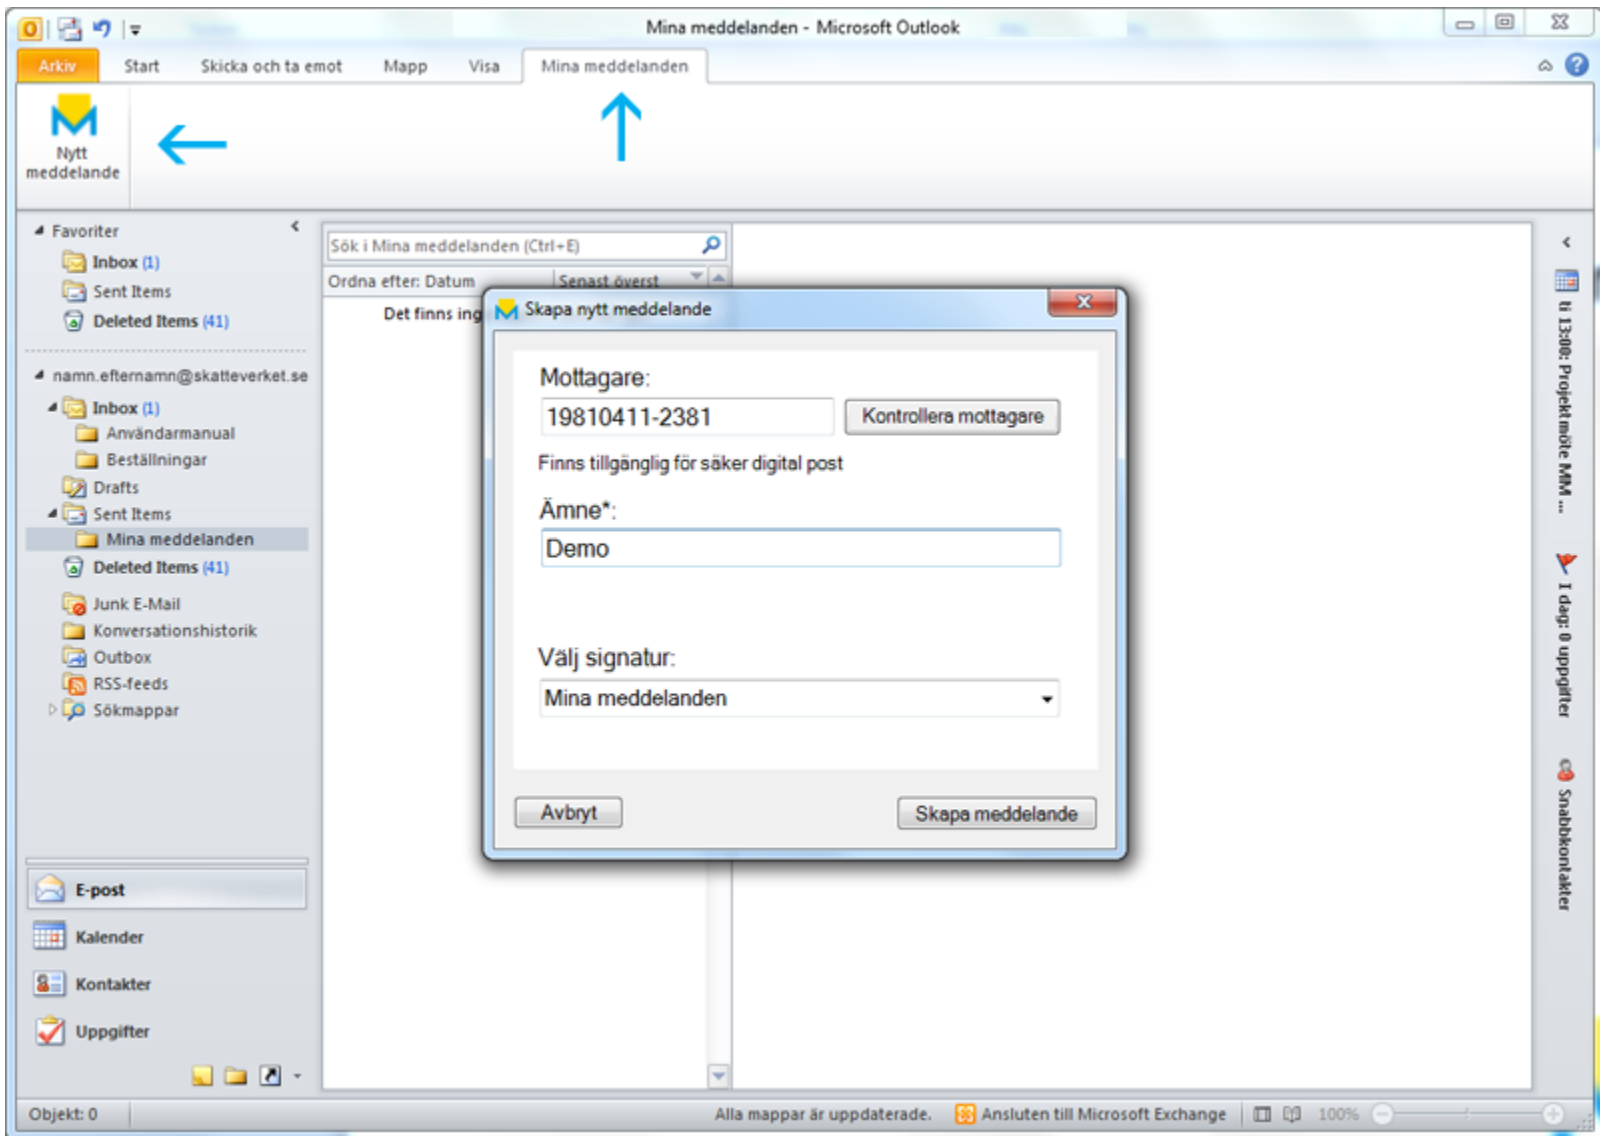 Mina meddelanden - Microsoft Outlook
Arkiv Start Skicka och ta emot Mapp Visa Mina meddelanden
Nytt
meddelande
Favoriter
Inbox (1)
Sent Items
Deleted Items (41)
namn.efternamn@skatteverket.se
Inbox (1)
Användarmanual
Beställningar
Drafts
Sent Items
Mina meddelanden
Deleted Items (41)
Junk E-Mail
Konversationshistorik
Outbox
RSS-feeds
Sökmappar
E-post
Kalender
Kontakter
Uppgifter
Sök i Mina meddelanden (Ctrl+E)
Ordna efter: Datum Senast överst
Det finns ing
Skapa nytt meddelande
Mottagare:
19810411-2381 Kontrollera mottagare
Finns tillgänglig för säker digital post
Ämne*:
Demo
Välj signatur:
Mina meddelanden
Avbryt Skapa meddelande
ti 13:00: Projektmöte MM ...
I dag: 0 uppgifter
Snabbkontakter
Objekt: 0 Alla mappar är uppdaterade. Ansluten till Microsoft Exchange 100%